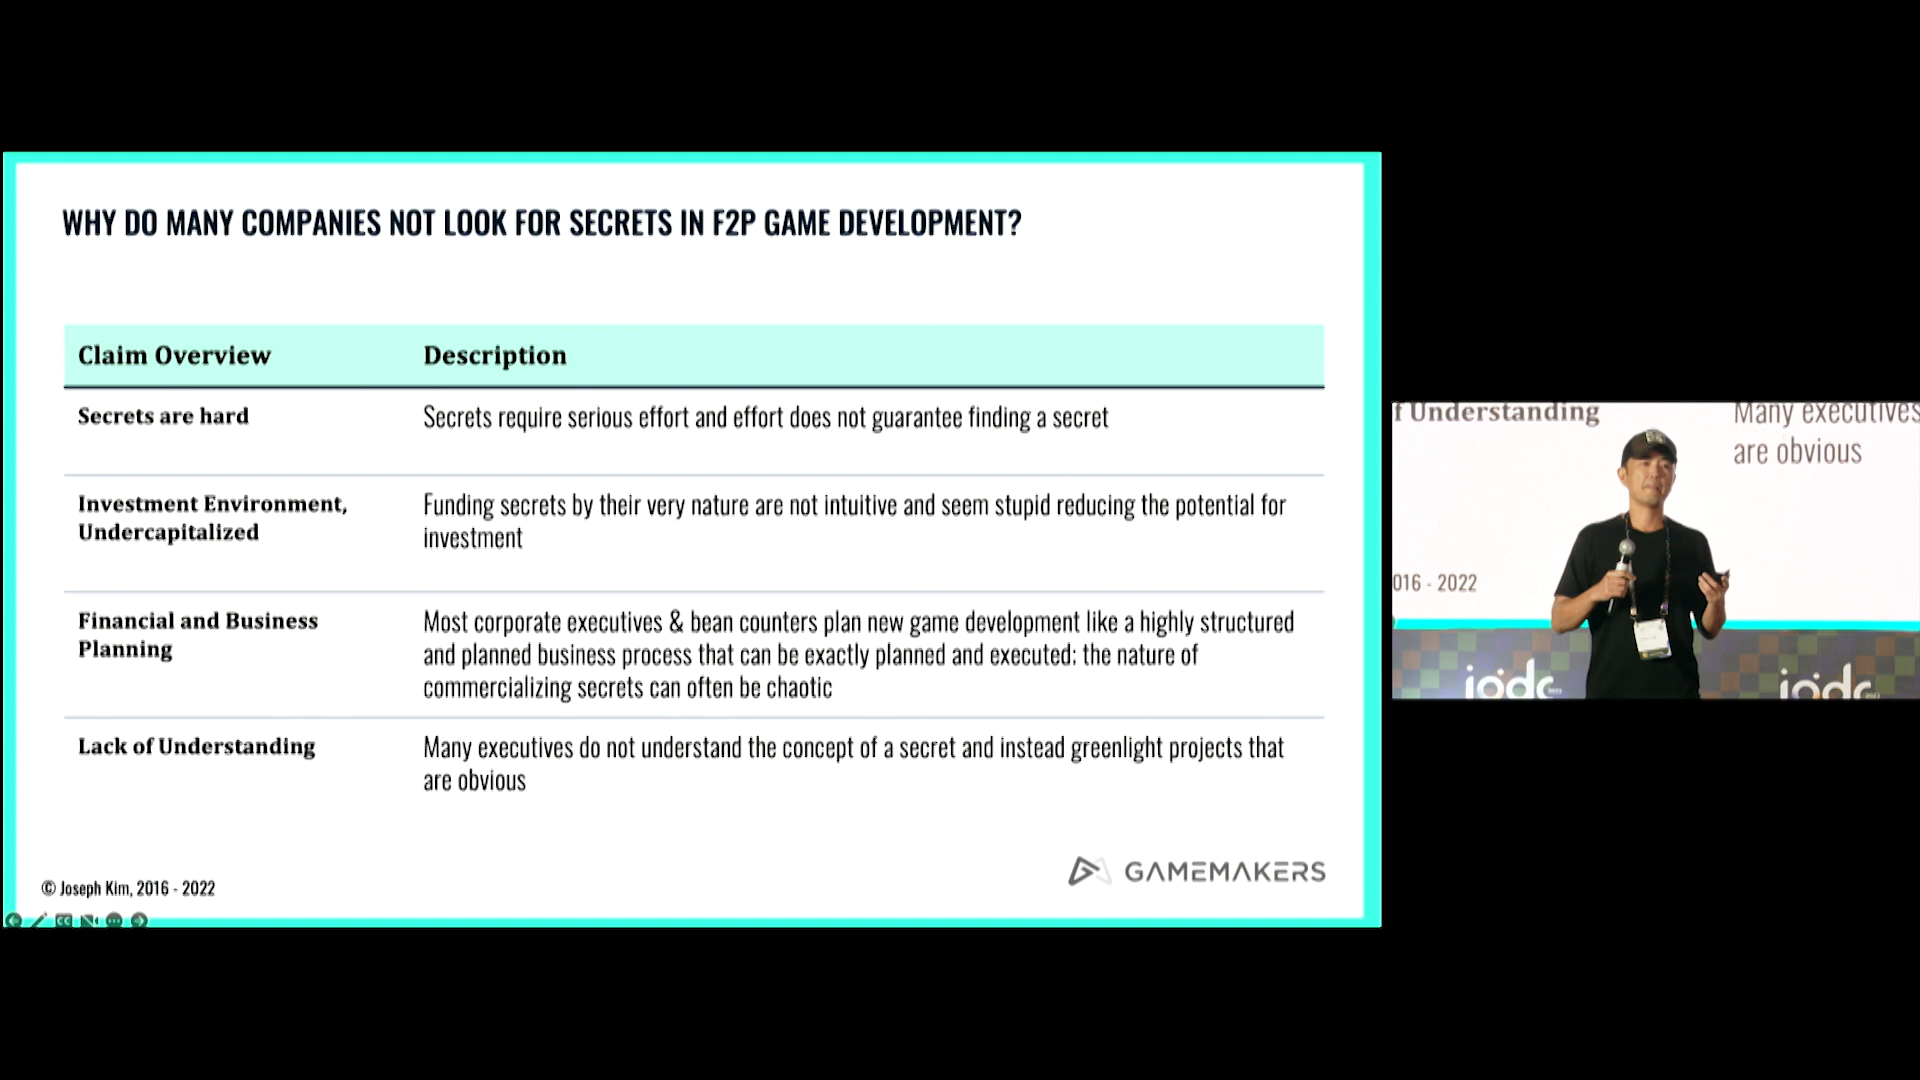 WHY DO MANY COMPANIES NOT LOOK FOR SECRETS IN F2P GAME DEVELOPMENT?
Claim Overview
Description
Secrets are hard
Secrets require serious effort and effort does not guarantee finding a secret
Investment Environment,
Undercapitalized
Funding secrets by their very nature are not intuitive and seem stupid reducing the potential for
investment
Financial and Business
Planning
Most corporate executives & bean counters plan new game development like a highly structured
and planned business process that can be exactly planned and executed; the nature of
commercializing secrets can often be chaotic
Lack of Understanding
Many executives do not understand the concept of a secret and instead greenlight projects that
are obvious
© Joseph Kim, 2016 - 2022
GAMEMAKERS
CC
f Understanding
Many executives
are obvious
016 - 2022
igdc
igdc